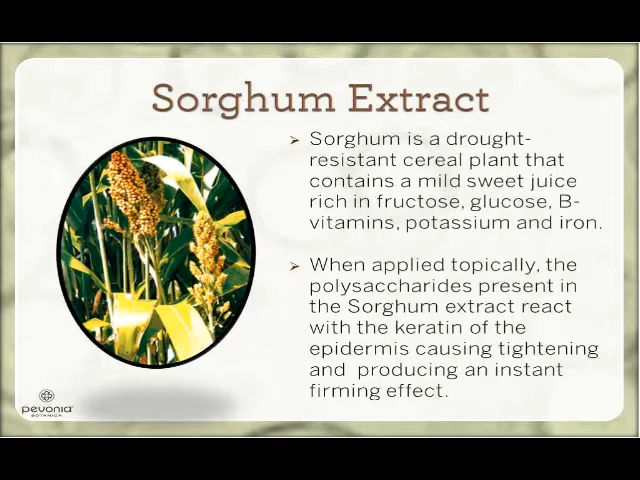 Sorghum Extract
➢ Sorghum is a drought-
resistant cereal plant that
contains a mild sweet juice
rich in fructose, glucose, B-
vitamins, potassium and iron.
➢ When applied topically, the
polysaccharides present in
the Sorghum extract react
with the keratin of the
epidermis causing tightening
and producing an instant
firming effect.
pevonia
BOTANICA